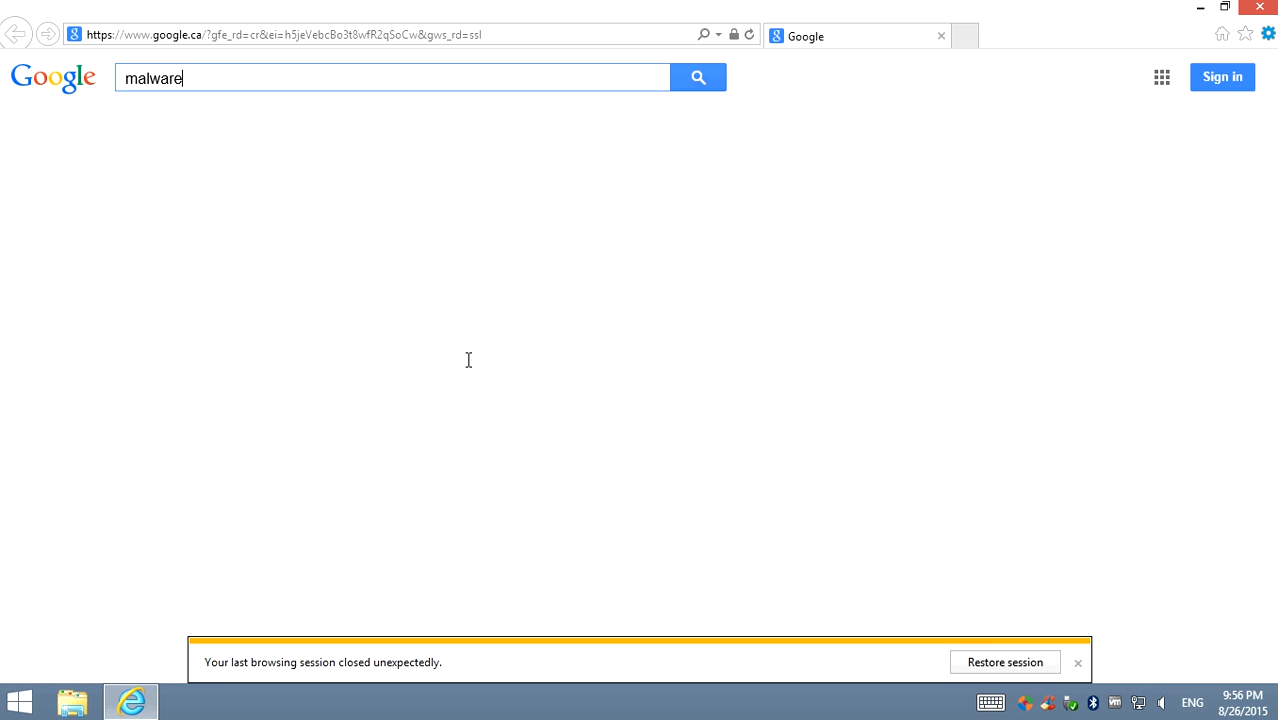 https://www.google.ca/?gfe_rd=cr&ei=h5jeVebcBo3t8wfR2qSoCw&gws_rd=ssl
Google
Google
malware
Sign in
Your last browsing session closed unexpectedly.
Restore session
ENG
9:56 PM
8/26/2015